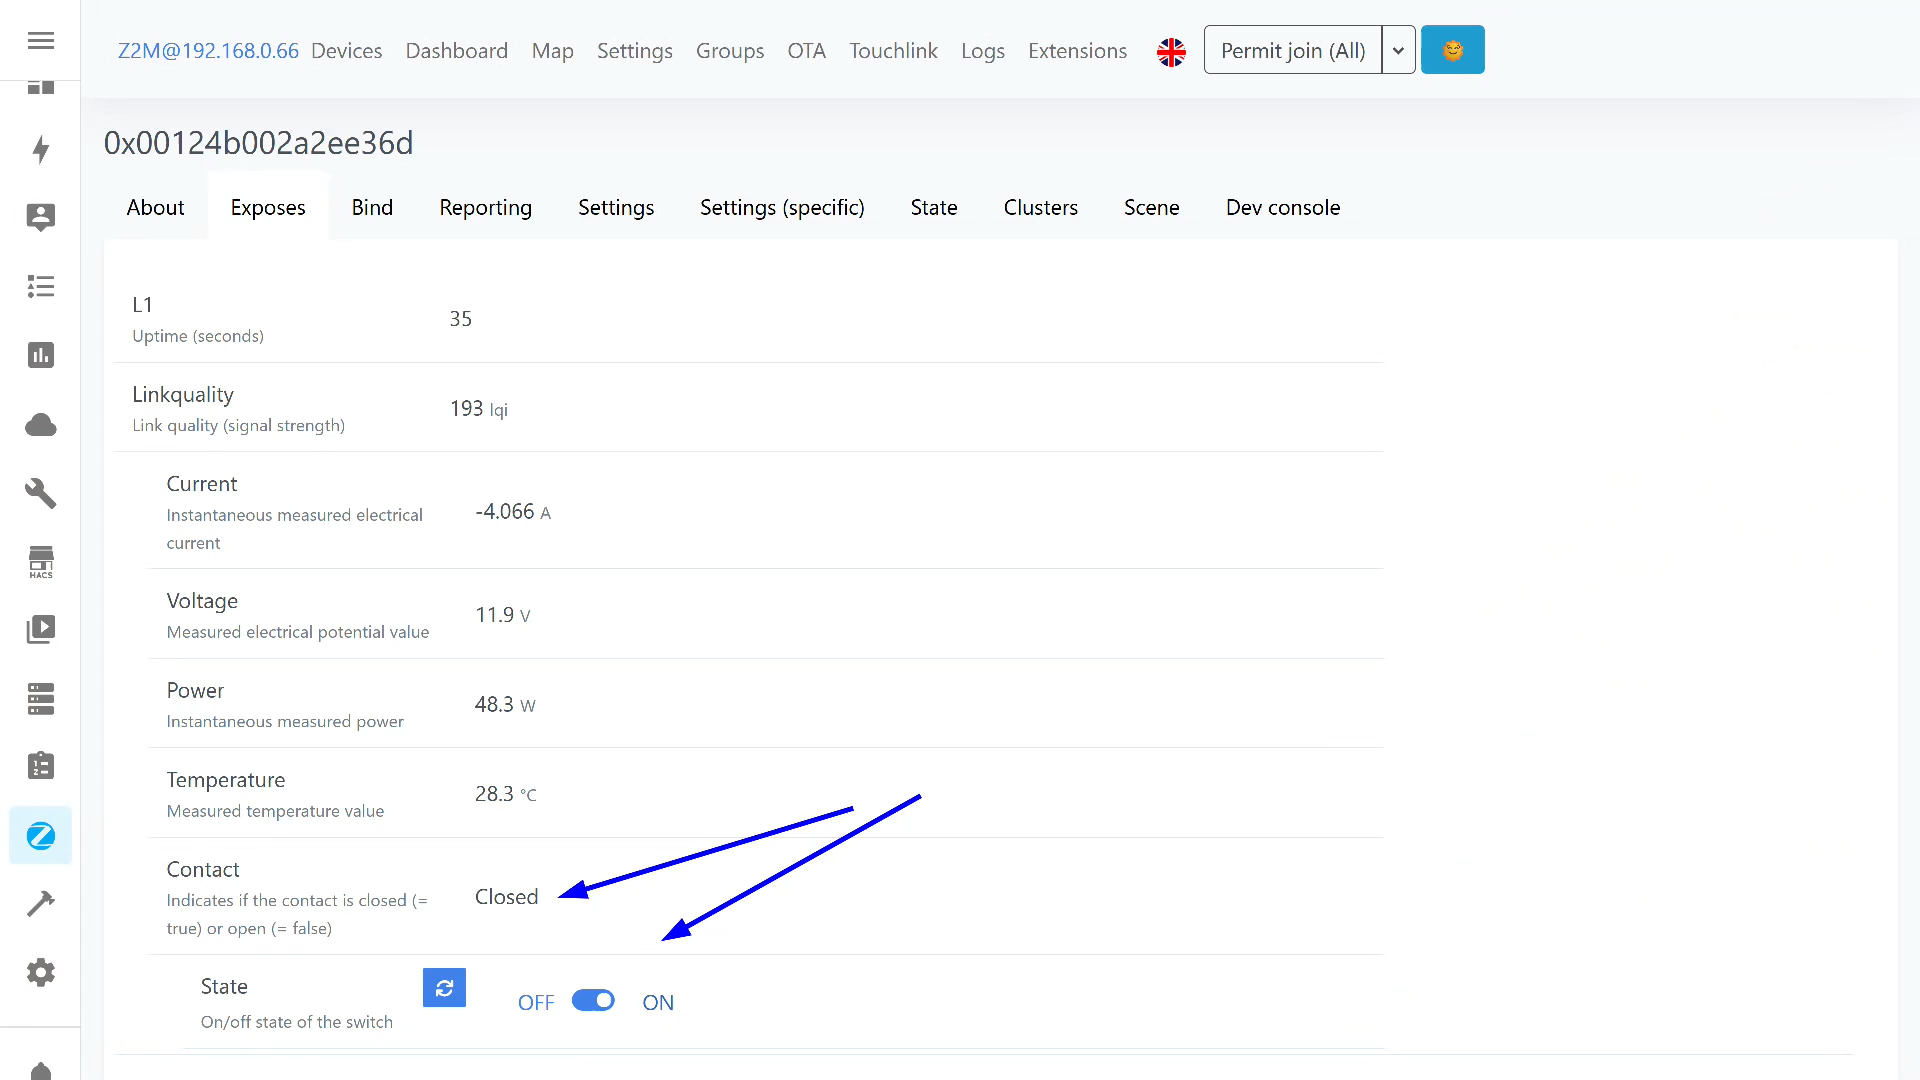 Z2M@192.168.0.66 Devices Dashboard Map Settings Groups OTA Touchlink Logs Extensions Permit join (All)
0x00124b002a2ee36d
About Exposes Bind Reporting Settings Settings (specific) State Clusters Scene Dev console
L1
Uptime (seconds)
35
Linkquality
Link quality (signal strength)
193 lqi
Current
Instantaneous measured electrical
current
-4.066 A
Voltage
Measured electrical potential value
11.9 V
Power
Instantaneous measured power
48.3 W
Temperature
Measured temperature value
28.3 °C
Contact
Indicates if the contact is closed (=
true) or open (= false)
Closed
State
On/off state of the switch
OFF ON
HACS